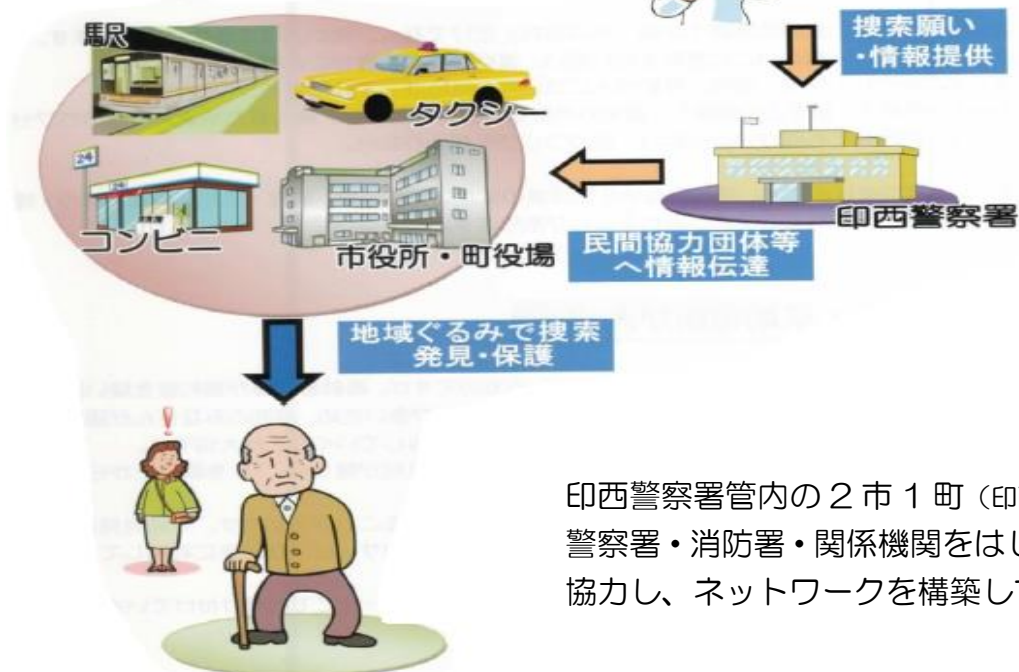 捜索願い
・情報提供
駅
タクシー
コンビニ
24
24
市役所・町役場
印西警察署
民間協力団体等
へ情報伝達
地域ぐるみで捜索
発見・保護
!
印西警察署管内の2市1町（印
警察署・消防署・関係機関をはじ
協力し、ネットワークを構築して